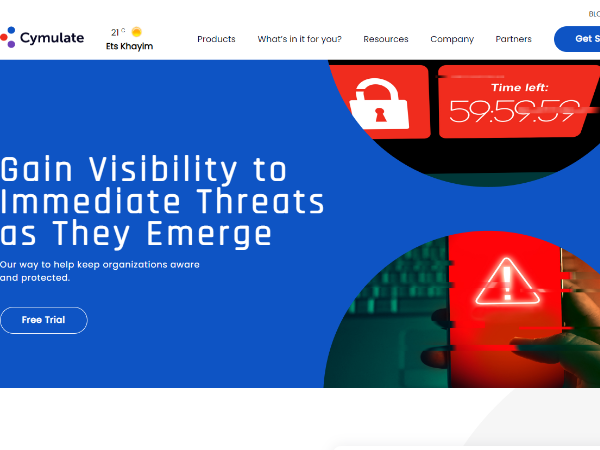 BLO
Cymulate
21 °
Ets Khayim
Products
What's in it for you?
Resources
Company
Partners
Get S
Time left:
59:59.59
Gain Visibility to
Immediate Threats
as They Emerge
Our way to help keep organizations aware
and protected.
Free Trial